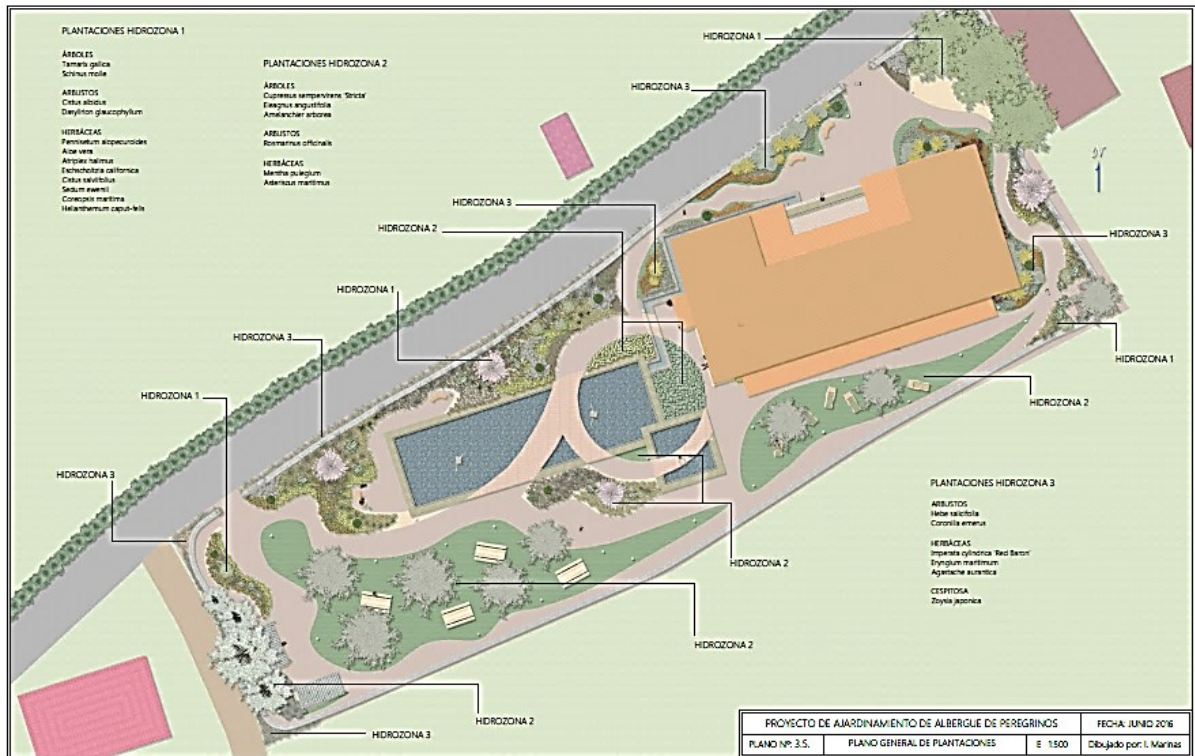 PLANTACIONES HIDROZONA 1
ÁRBOLES
Tamarix gallica
Schinus molle
ARBUSTOS
Cistus albidus
Dasylirion glaucophyllum
HERBÁCEAS
Pennisetum alopecuroides
Aloe vera
Atriplex halimus
Eschscholzia californica
Cistus salvifolius
Sedum ewersii
Coreopsis maritima
Helianthemum caput-felis
PLANTACIONES HIDROZONA 2
ÁRBOLES
Cupressus sempervirens 'Stricta'
Eleagnus angustifolia
Amelanchier arborea
ARBUSTOS
Rosmarinus officinalis
HERBÁCEAS
Mentha pulegium
Asteriscus maritimus
HIDROZONA 1
HIDROZONA 3
HIDROZONA 3
HIDROZONA 2
HIDROZONA 3
HIDROZONA 1
HIDROZONA 3
HIDROZONA 1
HIDROZONA 1
HIDROZONA 2
HIDROZONA 3
PLANTACIONES HIDROZONA 3
ARBUSTOS
Hebe salicifolia
Coronilla emerus
HERBÁCEAS
Imperata cylindrica 'Red Baron'
Eryngium maritimum
Agastache aurantica
CESPITOSA
Zoysia japonica
HIDROZONA 2
HIDROZONA 2
HIDROZONA 2
HIDROZONA 3
N
PROYECTO DE AJARDINAMIENTO DE ALBERGUE DE PEREGRINOS
FECHA: JUNIO 2016
PLANO Nº: 3.5.
PLANO GENERAL DE PLANTACIONES
E 1:500
Dibujado por: I. Marinas